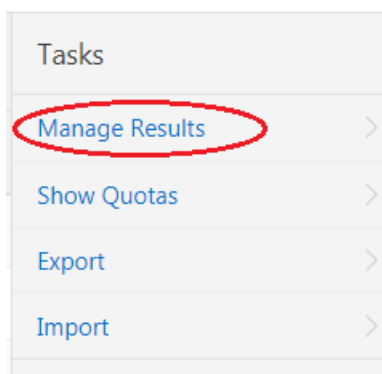 Tasks
Manage Results
Show Quotas
Export
Import